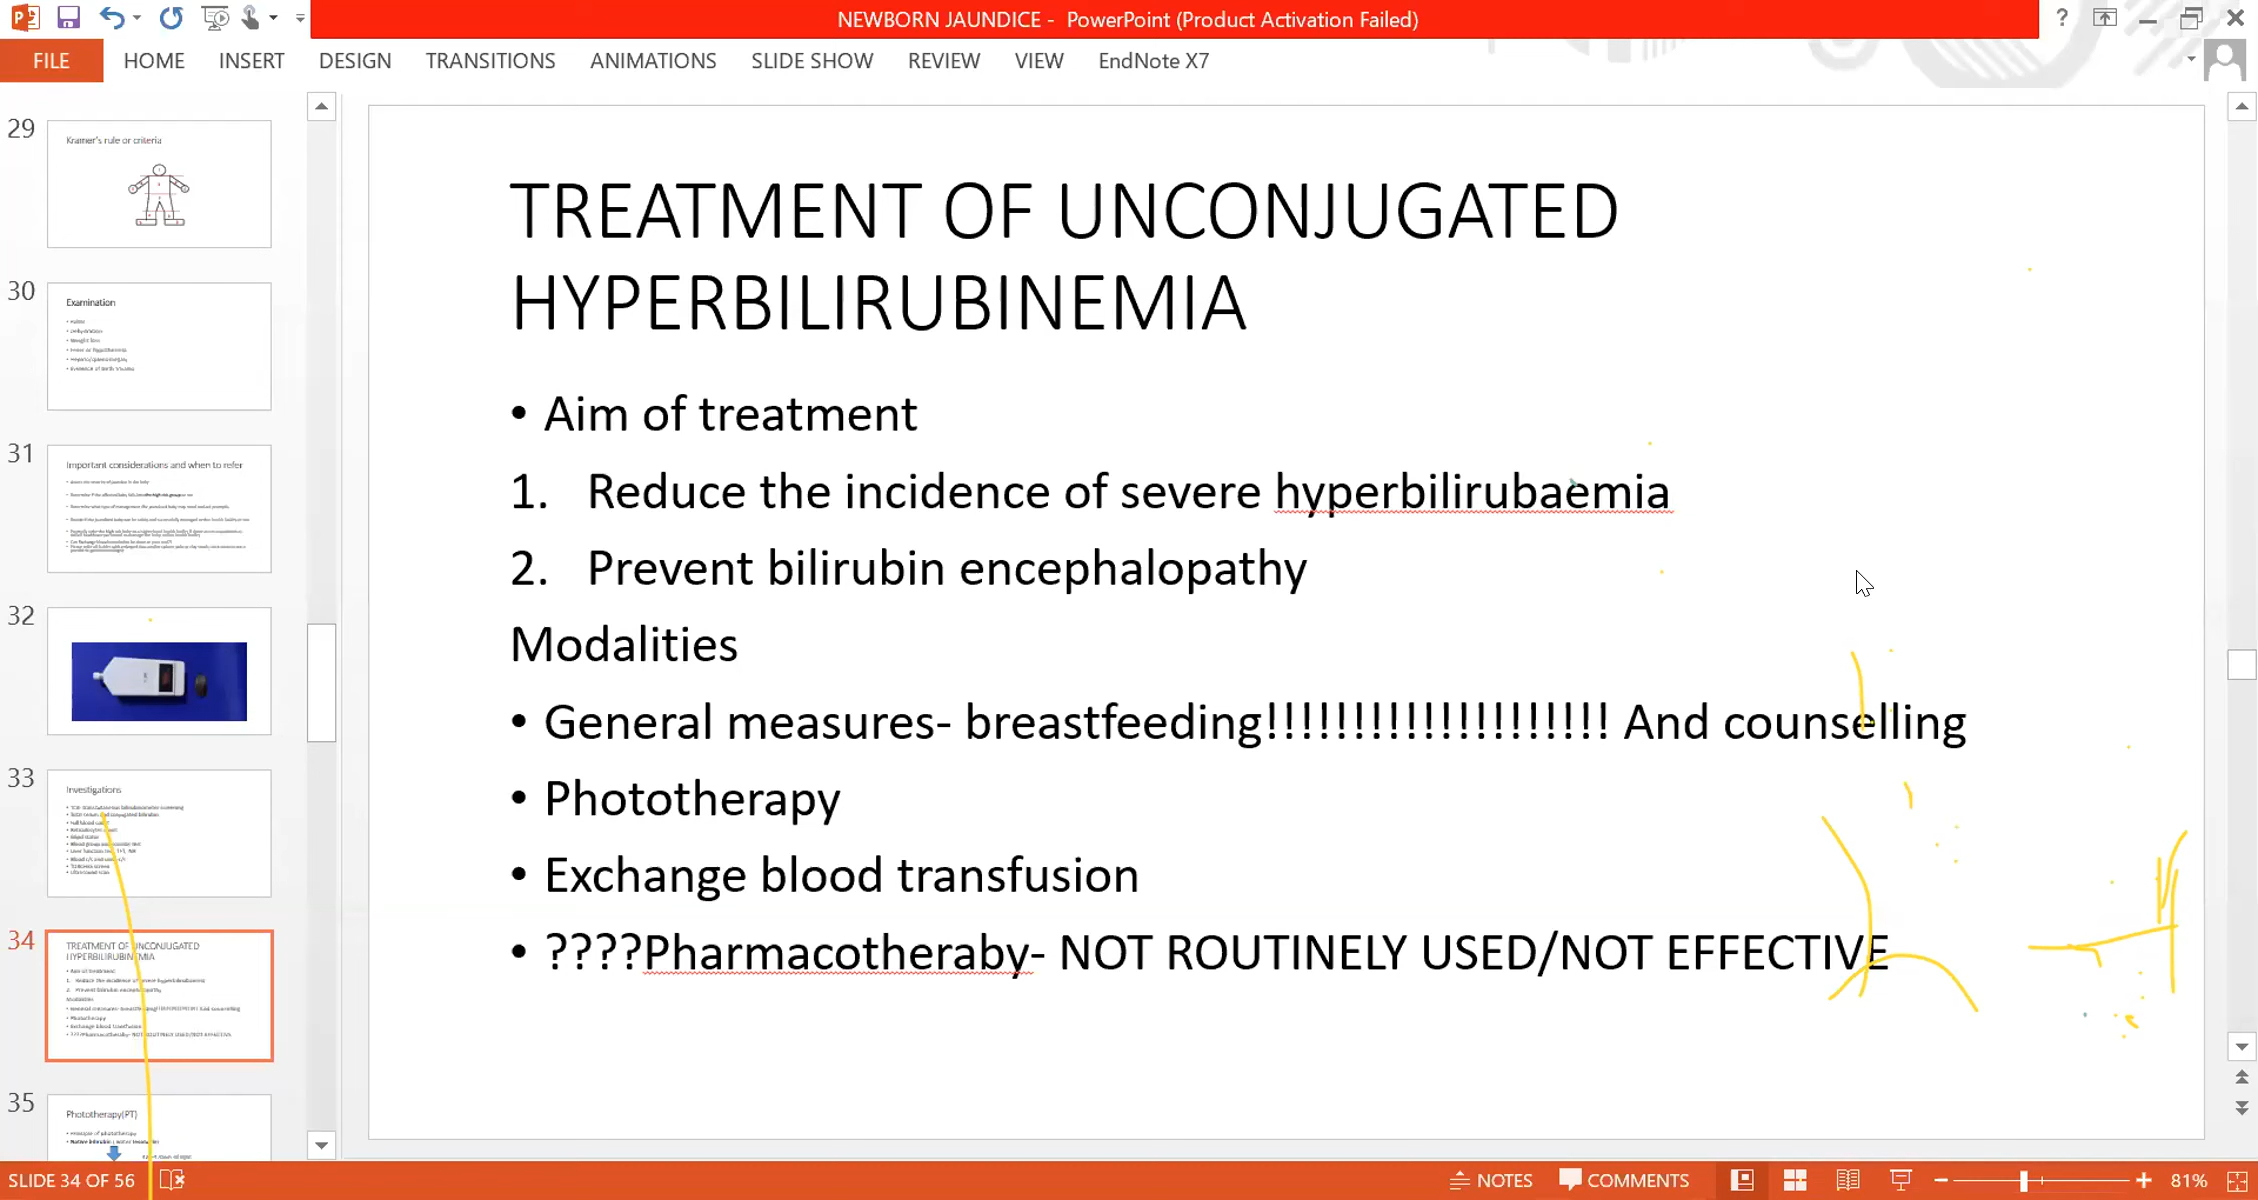 NEWBORN JAUNDICE - PowerPoint (Product Activation Failed)
FILE HOME INSERT DESIGN TRANSITIONS ANIMATIONS SLIDE SHOW REVIEW VIEW EndNote X7
29
Kramer's rule or criteria
30
Examination
31
Important considerations and when to refer
32
33
Investigations
34
TREATMENT OF UNCONJUGATED
HYPERBILIRUBINEMIA
35
Phototherapy(PT)
TREATMENT OF UNCONJUGATED
HYPERBILIRUBINEMIA
• Aim of treatment
1. Reduce the incidence of severe hyperbilirubaemia
2. Prevent bilirubin encephalopathy
Modalities
• General measures- breastfeeding!!!!!!!!!!!!!!!!!!!! And counselling
• Phototherapy
• Exchange blood transfusion
• ????Pharmacotheraby- NOT ROUTINELY USED/NOT EFFECTIVE
SLIDE 34 OF 56 NOTES COMMENTS 81%